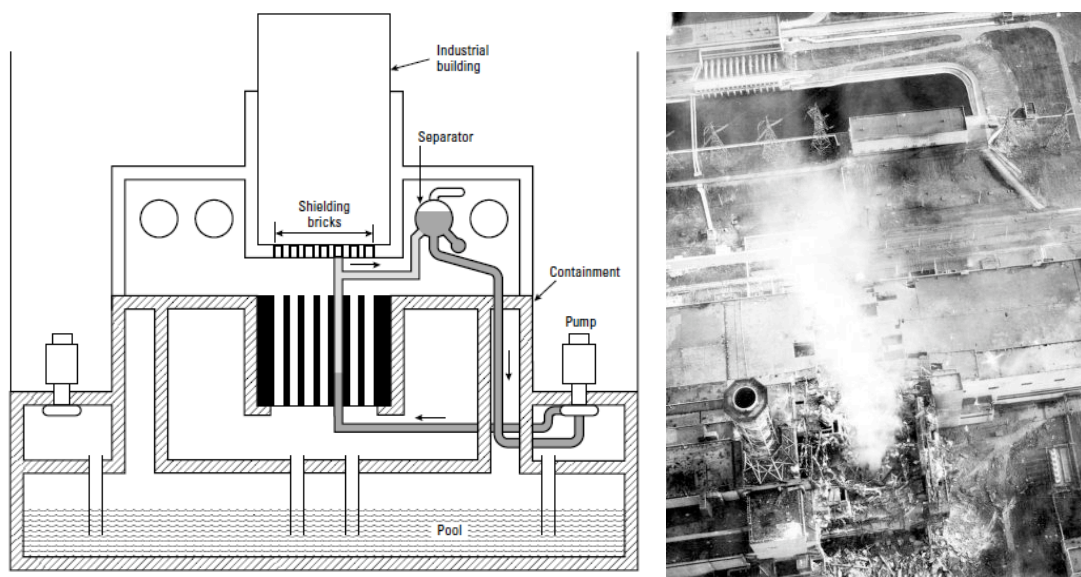 Industrial
building
Separator
Shielding
bricks
Containment
Pump
Pool